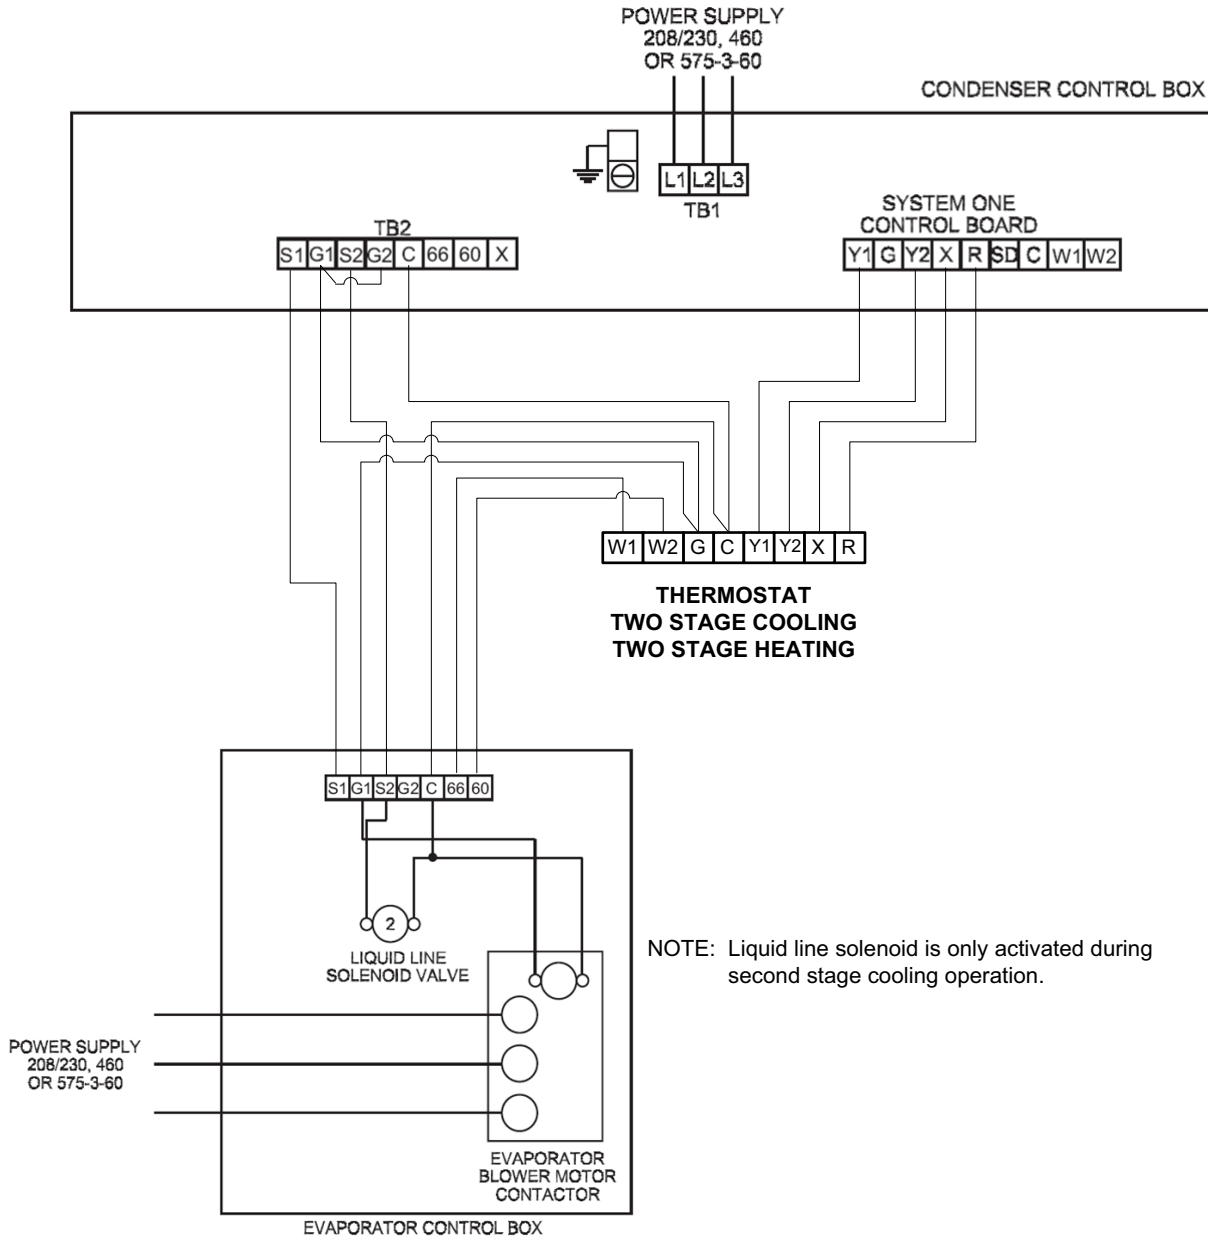 POWER SUPPLY
208/230, 460
OR 575-3-60
CONDENSER CONTROL BOX
L1 L2 L3
TB1
SYSTEM ONE
CONTROL BOARD
TB2
S1 G1 S2 G2 C 66 60 X
Y1 G Y2 X R SD C W1 W2
W1 W2 G C Y1 Y2 X R
THERMOSTAT
TWO STAGE COOLING
TWO STAGE HEATING
S1 G1 S2 G2 C 66 60
2
LIQUID LINE
SOLENOID VALVE
NOTE: Liquid line solenoid is only activated during
second stage cooling operation.
POWER SUPPLY
208/230, 460
OR 575-3-60
EVAPORATOR
BLOWER MOTOR
CONTACTOR
EVAPORATOR CONTROL BOX